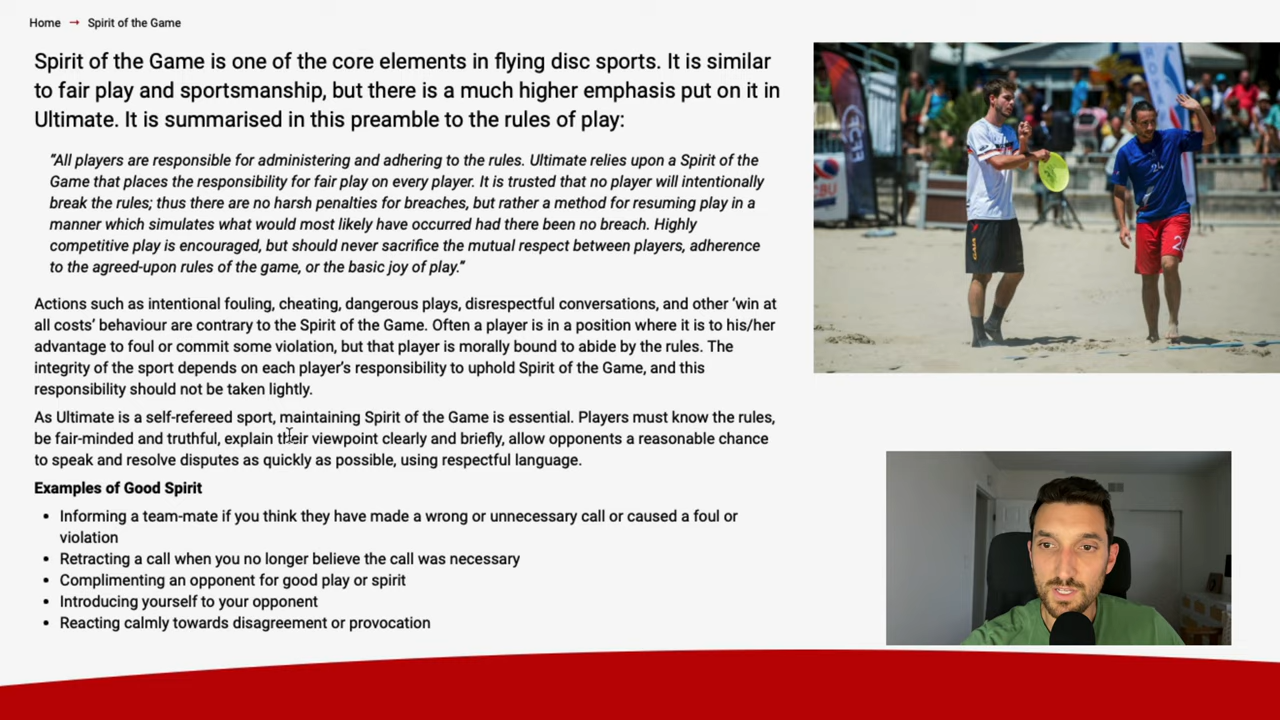 Home → Spirit of the Game
Spirit of the Game is one of the core elements in flying disc sports. It is similar
to fair play and sportsmanship, but there is a much higher emphasis put on it in
Ultimate. It is summarised in this preamble to the rules of play:
"All players are responsible for administering and adhering to the rules. Ultimate relies upon a Spirit of the
Game that places the responsibility for fair play on every player. It is trusted that no player will intentionally
break the rules; thus there are no harsh penalties for breaches, but rather a method for resuming play in a
manner which simulates what would most likely have occurred had there been no breach. Highly
competitive play is encouraged, but should never sacrifice the mutual respect between players, adherence
to the agreed-upon rules of the game, or the basic joy of play."
Actions such as intentional fouling, cheating, dangerous plays, disrespectful conversations, and other ‘win at
all costs’ behaviour are contrary to the Spirit of the Game. Often a player is in a position where it is to his/her
advantage to foul or commit some violation, but that player is morally bound to abide by the rules. The
integrity of the sport depends on each player’s responsibility to uphold Spirit of the Game, and this
responsibility should not be taken lightly.
As Ultimate is a self-refereed sport, maintaining Spirit of the Game is essential. Players must know the rules,
be fair-minded and truthful, explain their viewpoint clearly and briefly, allow opponents a reasonable chance
to speak and resolve disputes as quickly as possible, using respectful language.
Examples of Good Spirit
• Informing a team-mate if you think they have made a wrong or unnecessary call or caused a foul or
violation
• Retracting a call when you no longer believe the call was necessary
• Complimenting an opponent for good play or spirit
• Introducing yourself to your opponent
• Reacting calmly towards disagreement or provocation